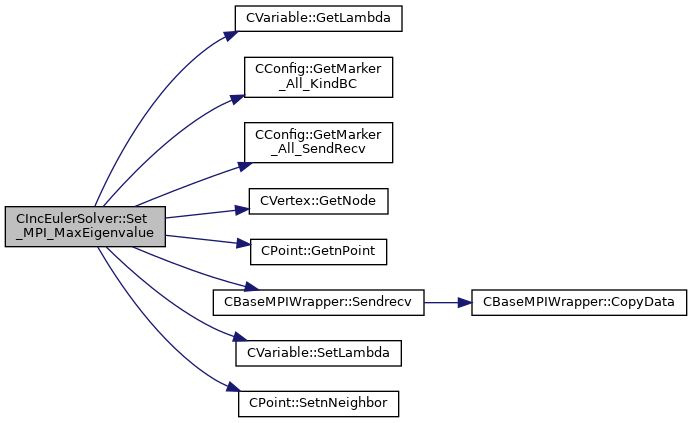 CVariable::GetLambda
CConfig::GetMarker
_All_KindBC
CConfig::GetMarker
_All_SendRecv
CVertex::GetNode
CIncEulerSolver::Set
_MPI_MaxEigenvalue
CPoint::GetnPoint
CBaseMPIWrapper::Sendrecv
CBaseMPIWrapper::CopyData
CVariable::SetLambda
CPoint::SetnNeighbor